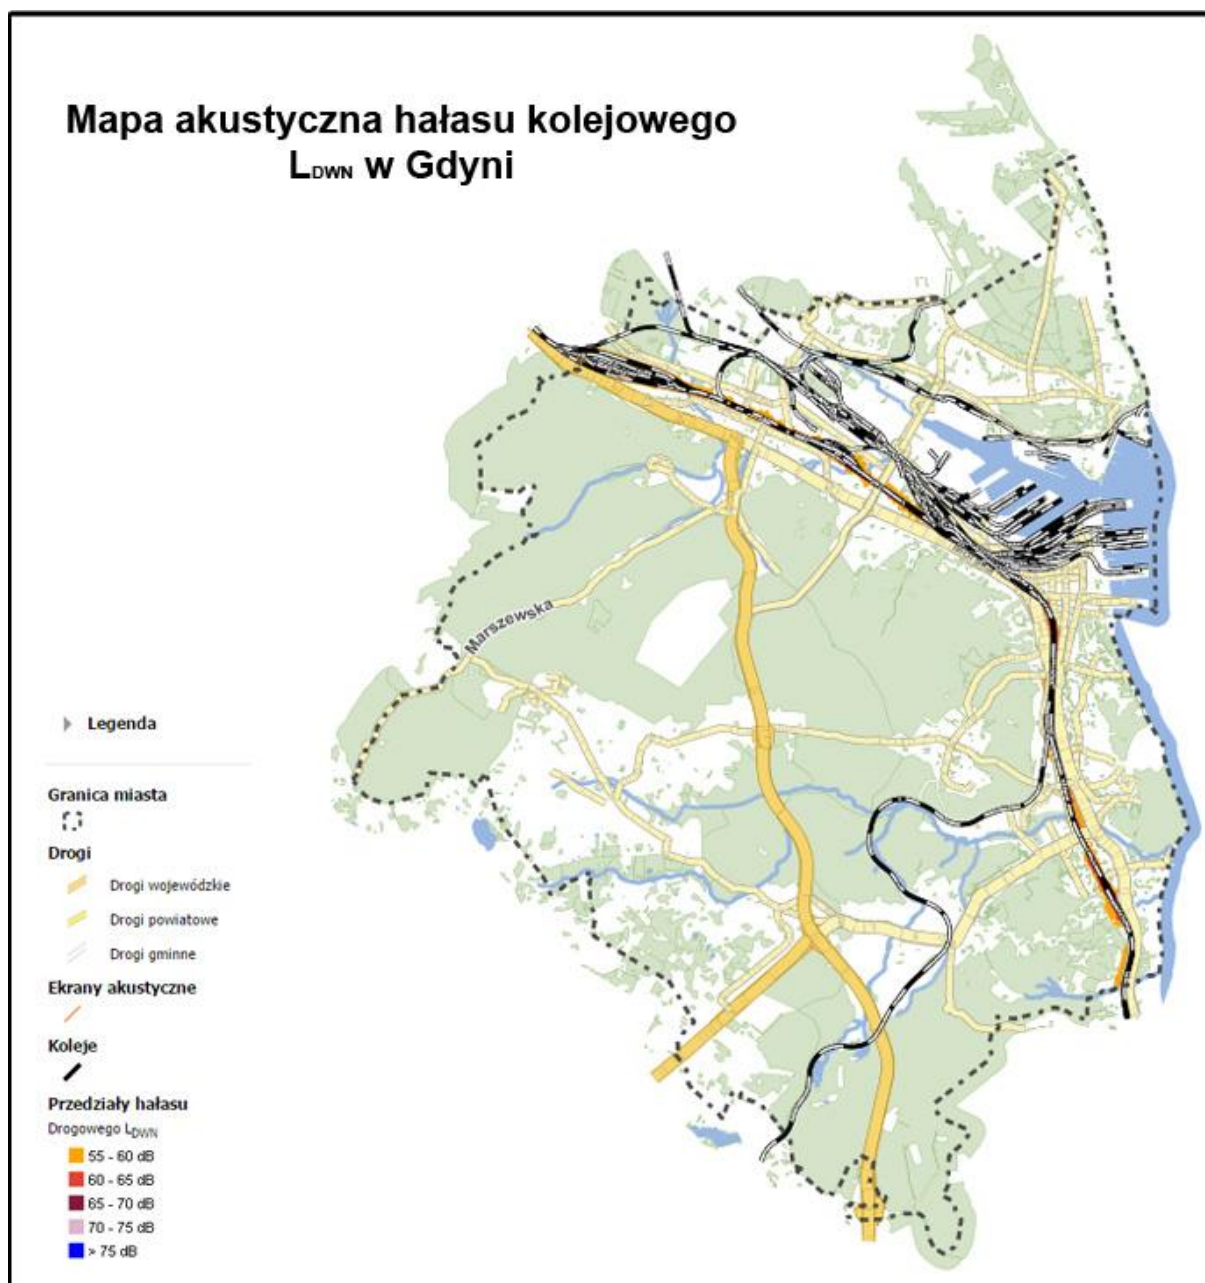 Mapa akustyczna hałasu kolejowego
LDWN w Gdyni
Marszewska
Legenda
Granica miasta
Drogi
Drogi wojewódzkie
Drogi powiatowe
Drogi gminne
Ekrany akustyczne
Koleje
Przedziały hałasu
Drogowego LDWN
55 - 60 dB
60 - 65 dB
65 - 70 dB
70 - 75 dB
> 75 dB